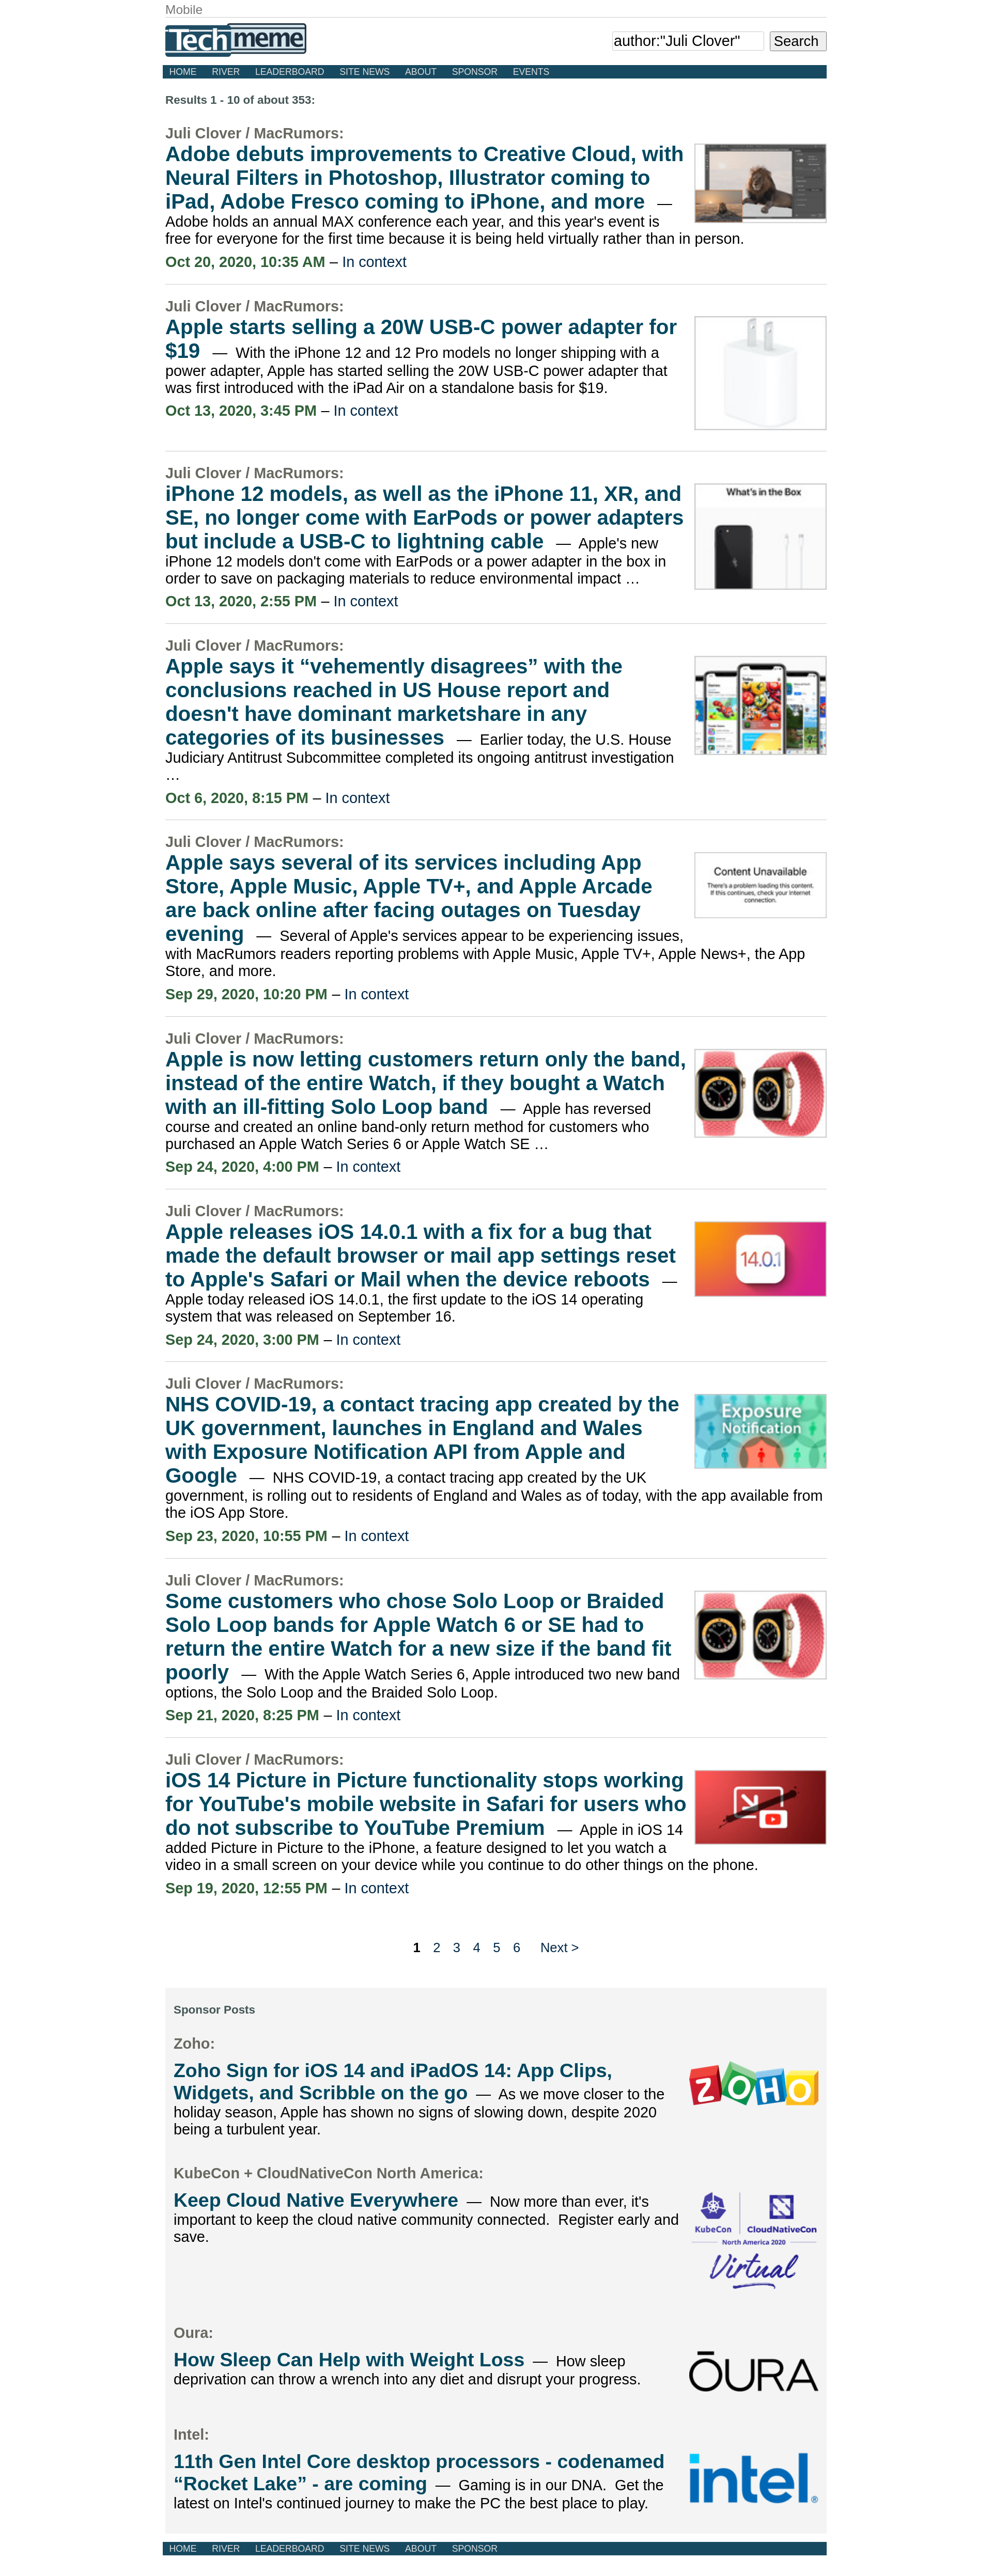 Mobile
Techmeme
author:"Juli Clover"
Search
HOME RIVER LEADERBOARD SITE NEWS ABOUT SPONSOR EVENTS
Results 1 - 10 of about 353:
Juli Clover / MacRumors:
Adobe debuts improvements to Creative Cloud, with
Neural Filters in Photoshop, Illustrator coming to
iPad, Adobe Fresco coming to iPhone, and more —
Adobe holds an annual MAX conference each year, and this year's event is
free for everyone for the first time because it is being held virtually rather than in person.
Oct 20, 2020, 10:35 AM – In context
Juli Clover / MacRumors:
Apple starts selling a 20W USB-C power adapter for
$19 — With the iPhone 12 and 12 Pro models no longer shipping with a
power adapter, Apple has started selling the 20W USB-C power adapter that
was first introduced with the iPad Air on a standalone basis for $19.
Oct 13, 2020, 3:45 PM – In context
Juli Clover / MacRumors:
iPhone 12 models, as well as the iPhone 11, XR, and
SE, no longer come with EarPods or power adapters
but include a USB-C to lightning cable — Apple's new
iPhone 12 models don't come with EarPods or a power adapter in the box in
order to save on packaging materials to reduce environmental impact …
Oct 13, 2020, 2:55 PM – In context
What's in the Box
Juli Clover / MacRumors:
Apple says it “vehemently disagrees” with the
conclusions reached in US House report and
doesn't have dominant marketshare in any
categories of its businesses — Earlier today, the U.S. House
Judiciary Antitrust Subcommittee completed its ongoing antitrust investigation
…
Oct 6, 2020, 8:15 PM – In context
Juli Clover / MacRumors:
Apple says several of its services including App
Store, Apple Music, Apple TV+, and Apple Arcade
are back online after facing outages on Tuesday
evening — Several of Apple's services appear to be experiencing issues,
with MacRumors readers reporting problems with Apple Music, Apple TV+, Apple News+, the App
Store, and more.
Sep 29, 2020, 10:20 PM – In context
Content Unavailable
There's a problem loading this content.
If this continues, check your Internet
connection.
Juli Clover / MacRumors:
Apple is now letting customers return only the band,
instead of the entire Watch, if they bought a Watch
with an ill-fitting Solo Loop band — Apple has reversed
course and created an online band-only return method for customers who
purchased an Apple Watch Series 6 or Apple Watch SE …
Sep 24, 2020, 4:00 PM – In context
Juli Clover / MacRumors:
Apple releases iOS 14.0.1 with a fix for a bug that
made the default browser or mail app settings reset
to Apple's Safari or Mail when the device reboots —
Apple today released iOS 14.0.1, the first update to the iOS 14 operating
system that was released on September 16.
Sep 24, 2020, 3:00 PM – In context
14.0.1
Juli Clover / MacRumors:
NHS COVID-19, a contact tracing app created by the
UK government, launches in England and Wales
with Exposure Notification API from Apple and
Google — NHS COVID-19, a contact tracing app created by the UK
government, is rolling out to residents of England and Wales as of today, with the app available from
the iOS App Store.
Sep 23, 2020, 10:55 PM – In context
Exposure
Notification
Juli Clover / MacRumors:
Some customers who chose Solo Loop or Braided
Solo Loop bands for Apple Watch 6 or SE had to
return the entire Watch for a new size if the band fit
poorly — With the Apple Watch Series 6, Apple introduced two new band
options, the Solo Loop and the Braided Solo Loop.
Sep 21, 2020, 8:25 PM – In context
Juli Clover / MacRumors:
iOS 14 Picture in Picture functionality stops working
for YouTube's mobile website in Safari for users who
do not subscribe to YouTube Premium — Apple in iOS 14
added Picture in Picture to the iPhone, a feature designed to let you watch a
video in a small screen on your device while you continue to do other things on the phone.
Sep 19, 2020, 12:55 PM – In context
1 2 3 4 5 6 Next >
Sponsor Posts
Zoho:
Zoho Sign for iOS 14 and iPadOS 14: App Clips,
Widgets, and Scribble on the go — As we move closer to the
holiday season, Apple has shown no signs of slowing down, despite 2020
being a turbulent year.
ZOHO
KubeCon + CloudNativeCon North America:
Keep Cloud Native Everywhere — Now more than ever, it's
important to keep the cloud native community connected. Register early and
save.
KubeCon CloudNativeCon
North America 2020
Virtual
Oura:
How Sleep Can Help with Weight Loss — How sleep
deprivation can throw a wrench into any diet and disrupt your progress.
ŌURA
Intel:
11th Gen Intel Core desktop processors - codenamed
“Rocket Lake” - are coming — Gaming is in our DNA. Get the
latest on Intel's continued journey to make the PC the best place to play.
intel®
HOME RIVER LEADERBOARD SITE NEWS ABOUT SPONSOR